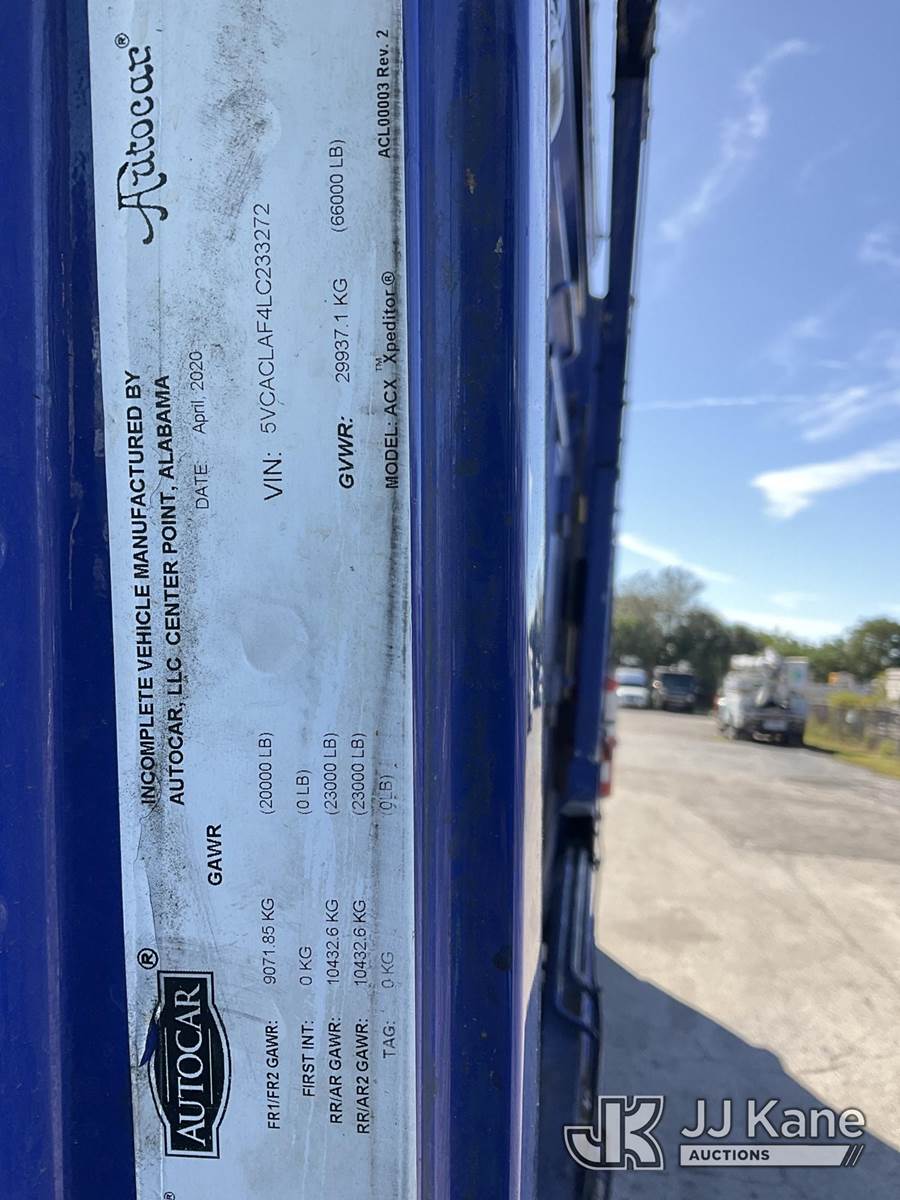 AUTOCAR ®
INCOMPLETE VEHICLE MANUFACTURED BY
AUTOCAR, LLC CENTER POINT, ALABAMA
Autocar®
GAWR
DATE April, 2020
FR1/FR2 GAWR: 9071.85 KG (20000 LB)
VIN: 5VCACLAF4LC233272
FIRST INT: 0 KG (0 LB)
RR/AR GAWR: 10432.6 KG (23000 LB)
GVWR: 29937.1 KG (66000 LB)
RR/AR2 GAWR: 10432.6 KG (23000 LB)
TAG: 0 KG (0 LB)
MODEL: ACX™ Xpeditor® ACL00003 Rev. 2
®
JK JJ Kane
AUCTIONS